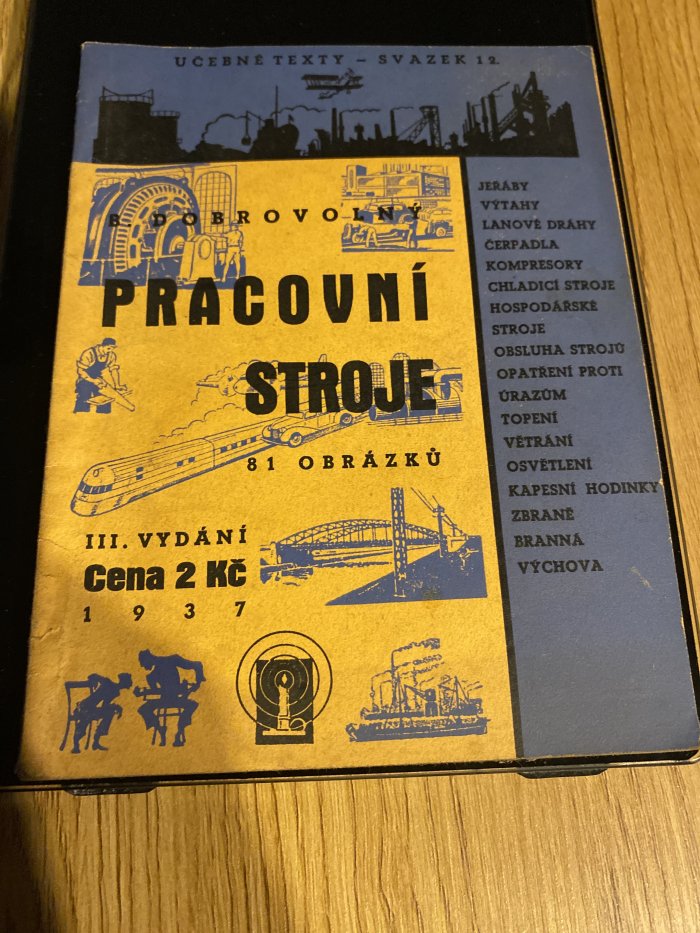 UČEBNÉ TEXTY – SVAZEK 12.
B. DOBROVOLNÝ
PRACOVNÍ
STROJE
81 OBRÁZKŮ
III. VYDÁNÍ
Cena 2 Kč
1937
JEŘÁBY
VÝTAHY
LANOVÉ DRÁHY
ČERPADLA
KOMPRESORY
CHLADICÍ STROJE
HOSPODÁŘSKÉ
STROJE
OBSLUHA STROJŮ
OPATŘENÍ PROTI
ÚRAZŮM
TOPENÍ
VĚTRÁNÍ
OSVĚTLENÍ
KAPESNÍ HODINKY
ZBRANĚ
BRANNÁ
VÝCHOVA